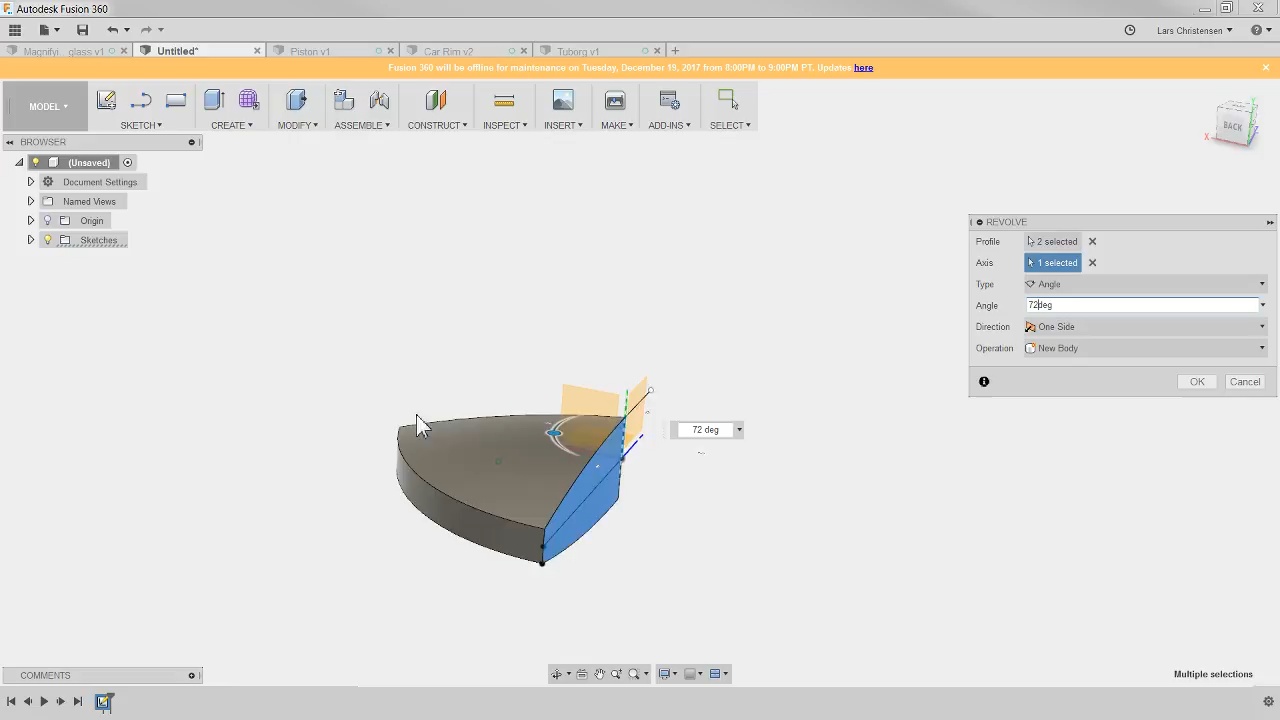 Autodesk Fusion 360
Lars Christensen
Magnifyi...glass v1
Untitled*
Piston v1
Car Rim v2
Tuborg v1
Fusion 360 will be offline for maintenance on Tuesday, December 19, 2017 from 8:00PM to 9:00PM PT. Updates here
MODEL
SKETCH
CREATE
MODIFY
ASSEMBLE
CONSTRUCT
INSPECT
INSERT
MAKE
ADD-INS
SELECT
BROWSER
(Unsaved)
Document Settings
Named Views
Origin
Sketches
BACK
X
Y
Z
REVOLVE
Profile 2 selected
Axis 1 selected
Type Angle
Angle 72deg
Direction One Side
Operation New Body
OK Cancel
72 deg
COMMENTS
Multiple selections